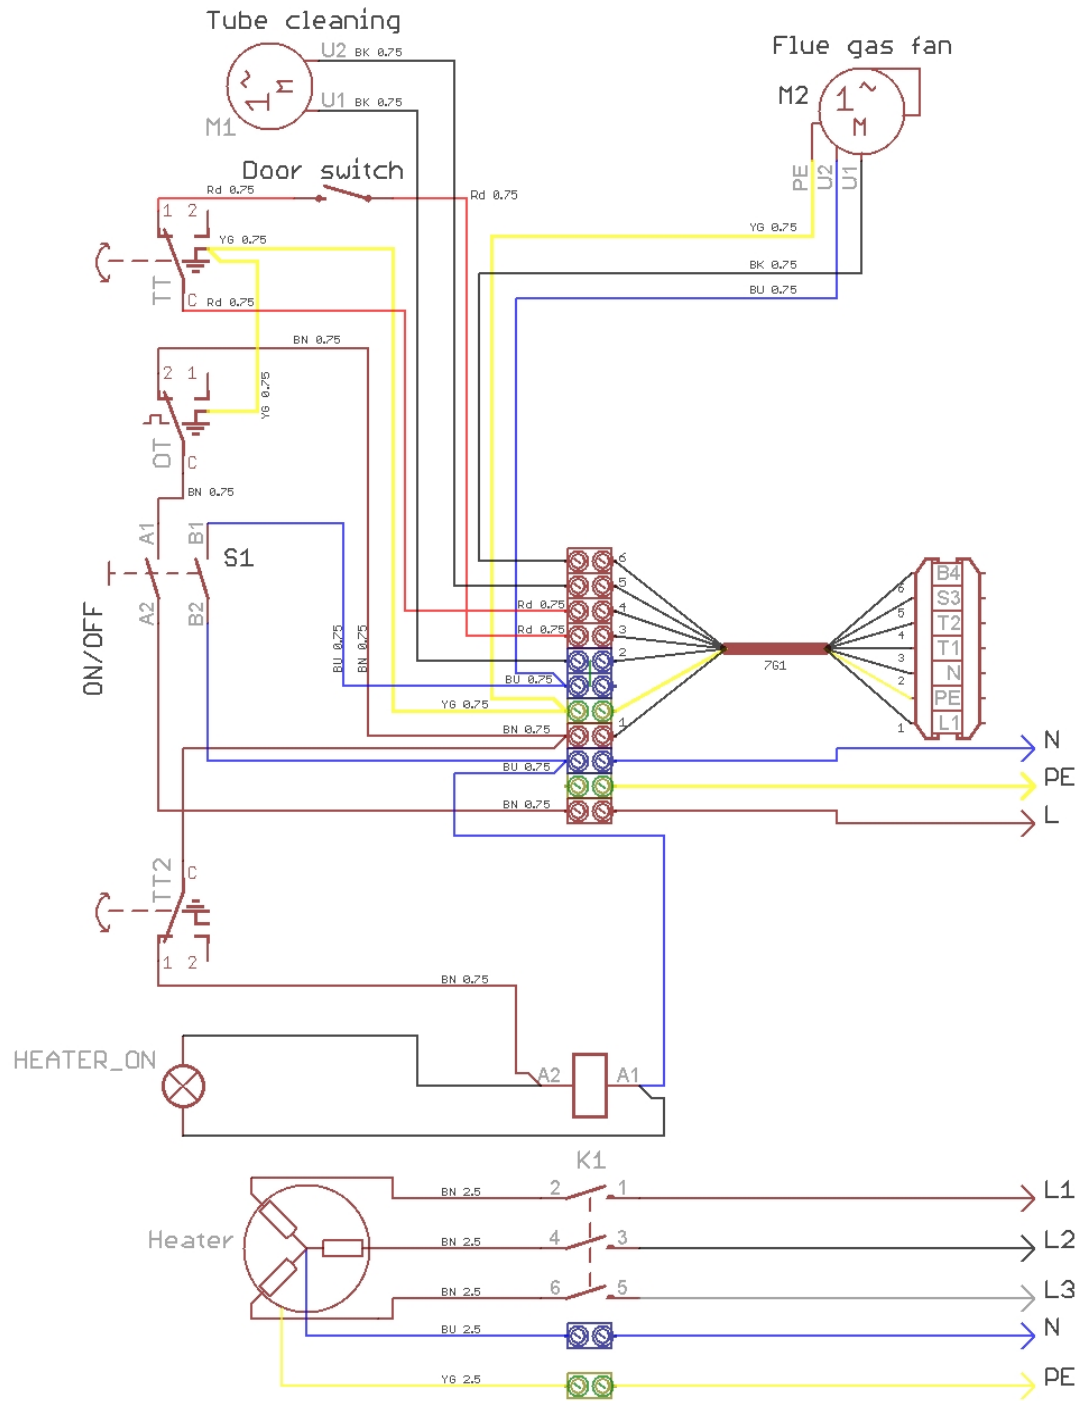 Tube cleaning
U2 BK 0.75
1~ M
U1 BK 0.75
M1
Flue gas fan
M2
1~ M
PE U2 U1
Door switch
Rd 0.75
Rd 0.75
1 2
YG 0.75
YG 0.75
BK 0.75
BU 0.75
TT
C Rd 0.75
BN 0.75
2 1
YG 0.75
OT
C
BN 0.75
A1 B1
S1
ON/OFF
A2 B2
BU 0.75
BN 0.75
6
5
Rd 0.75 4
Rd 0.75 3
2
BU 0.75
YG 0.75
BN 0.75 1
BU 0.75
BN 0.75
7G1
6 B4
5 S3
4 T2
3 T1
2 N
PE
1 L1
N
PE
L
TT2
C
1 2
BN 0.75
HEATER_ON
A2 A1
K1
BN 2.5 2 1 L1
Heater
BN 2.5 4 3 L2
BN 2.5 6 5 L3
BU 2.5 N
YG 2.5 PE